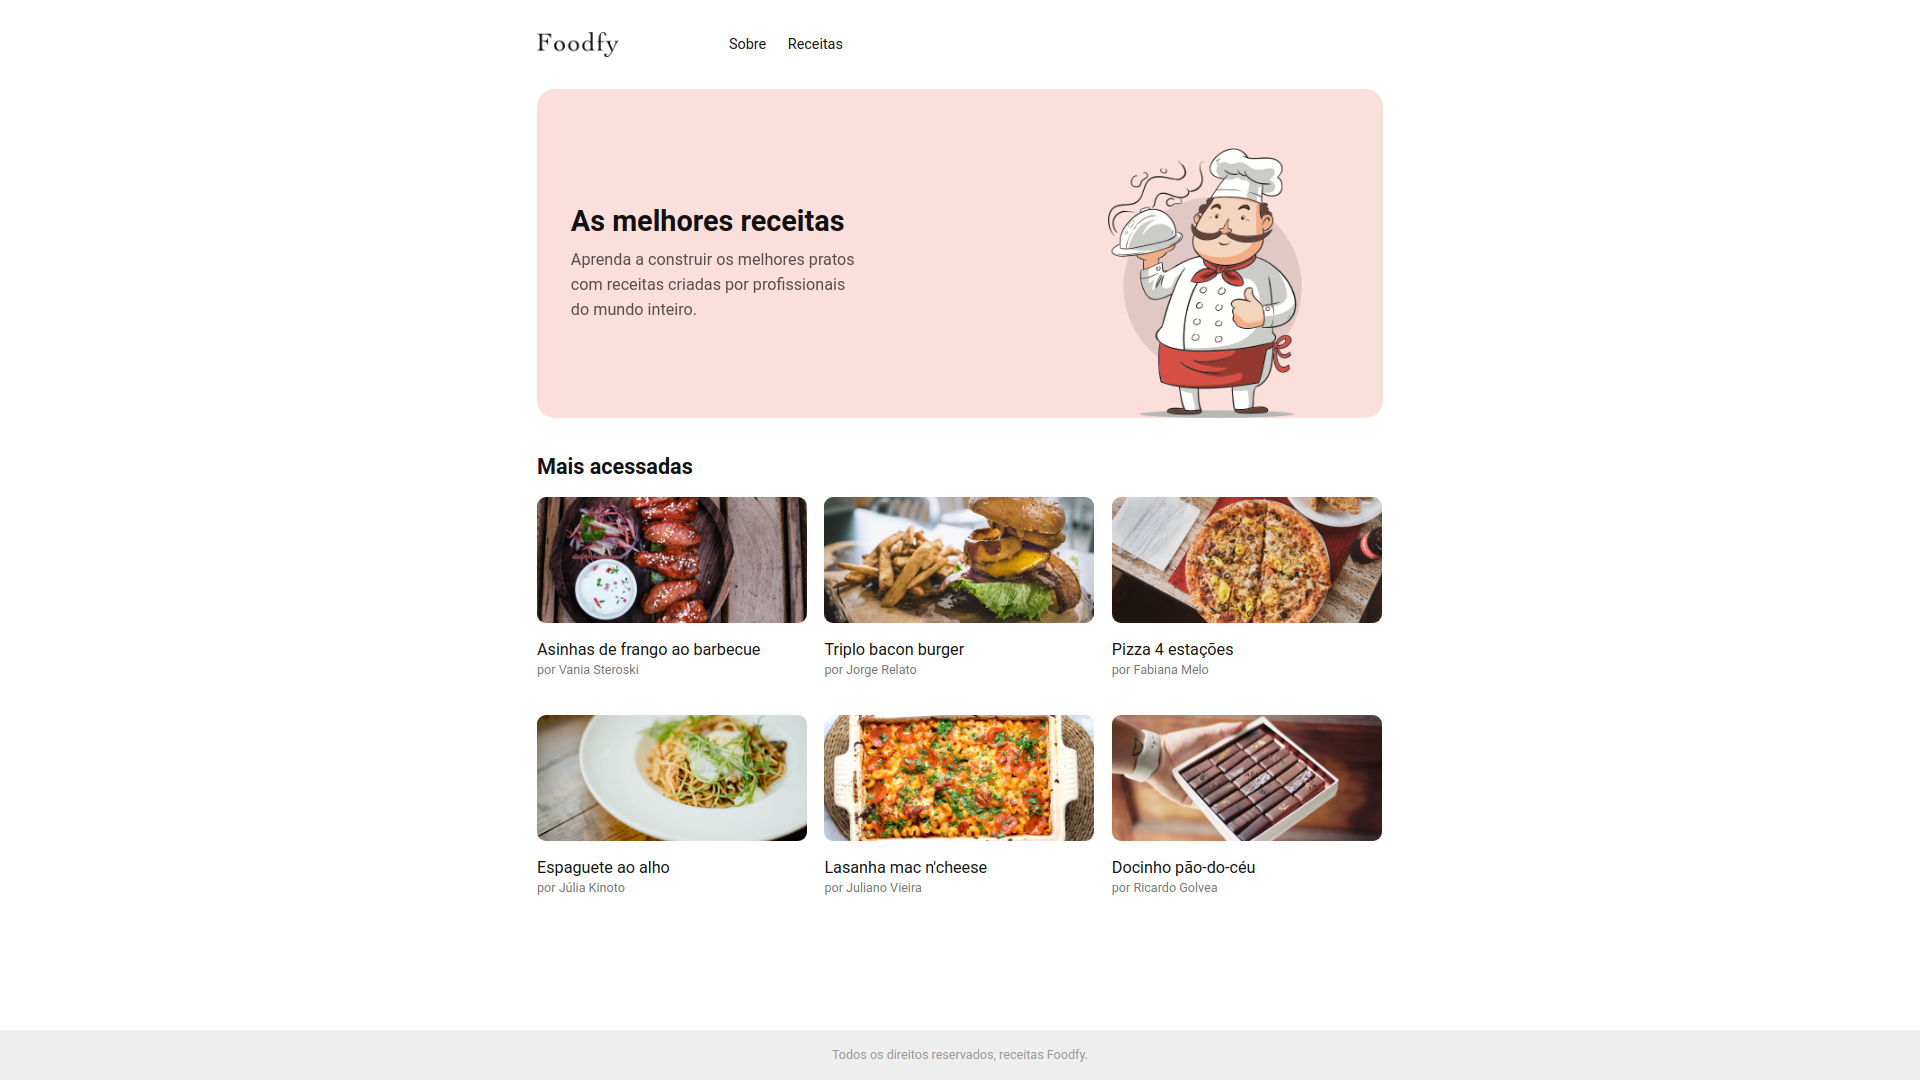 Foodfy
Sobre
Receitas
As melhores receitas
Aprenda a construir os melhores pratos
com receitas criadas por profissionais
do mundo inteiro.
Mais acessadas
Asinhas de frango ao barbecue
por Vania Steroski
Triplo bacon burger
por Jorge Relato
Pizza 4 estações
por Fabiana Melo
Espaguete ao alho
por Júlia Kinoto
Lasanha mac n'cheese
por Juliano Vieira
Docinho pão-do-céu
por Ricardo Golvea
Todos os direitos reservados, receitas Foodfy.